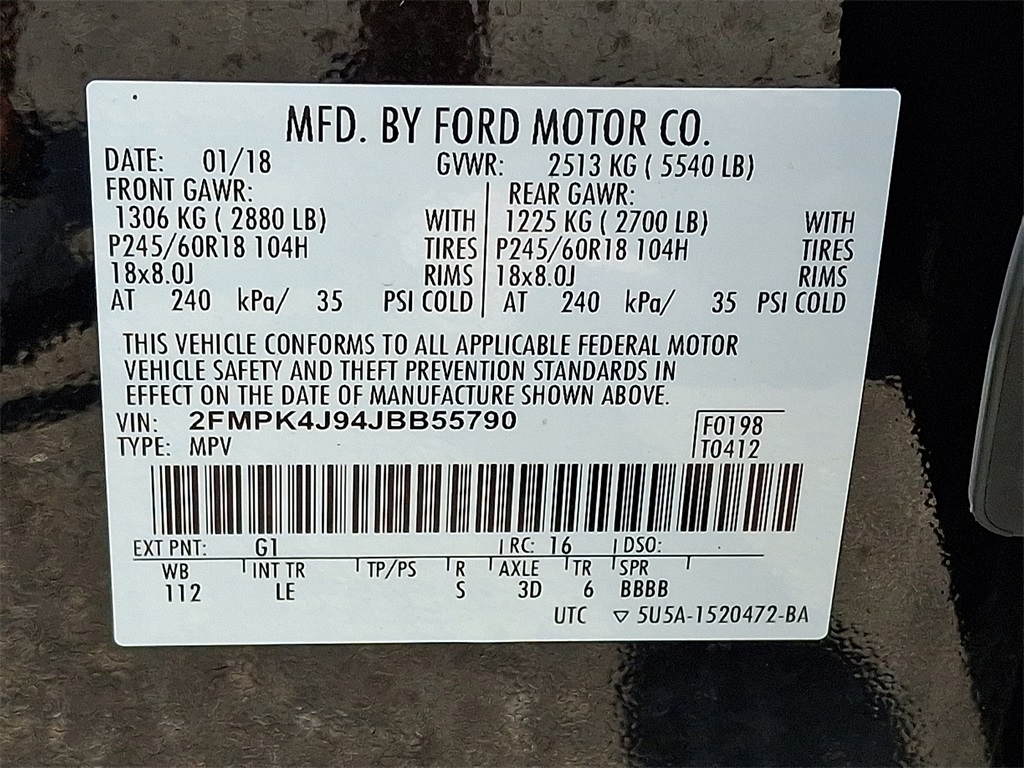 MFD. BY FORD MOTOR CO.
DATE: 01/18 GVWR: 2513 KG ( 5540 LB)
FRONT GAWR: REAR GAWR:
1306 KG ( 2880 LB) WITH 1225 KG ( 2700 LB) WITH
P245/60R18 104H TIRES P245/60R18 104H TIRES
18x8.0J RIMS 18x8.0J RIMS
AT 240 kPa/ 35 PSI COLD AT 240 kPa/ 35 PSI COLD
THIS VEHICLE CONFORMS TO ALL APPLICABLE FEDERAL MOTOR
VEHICLE SAFETY AND THEFT PREVENTION STANDARDS IN
EFFECT ON THE DATE OF MANUFACTURE SHOWN ABOVE.
VIN: 2FMPK4J94JBB55790 F0198
TYPE: MPV T0412
EXT PNT: G1 RC: 16 DSO:
WB INT TR TP/PS R AXLE TR SPR
112 LE S 3D 6 BBBB
UTC ▽ 5U5A-1520472-BA